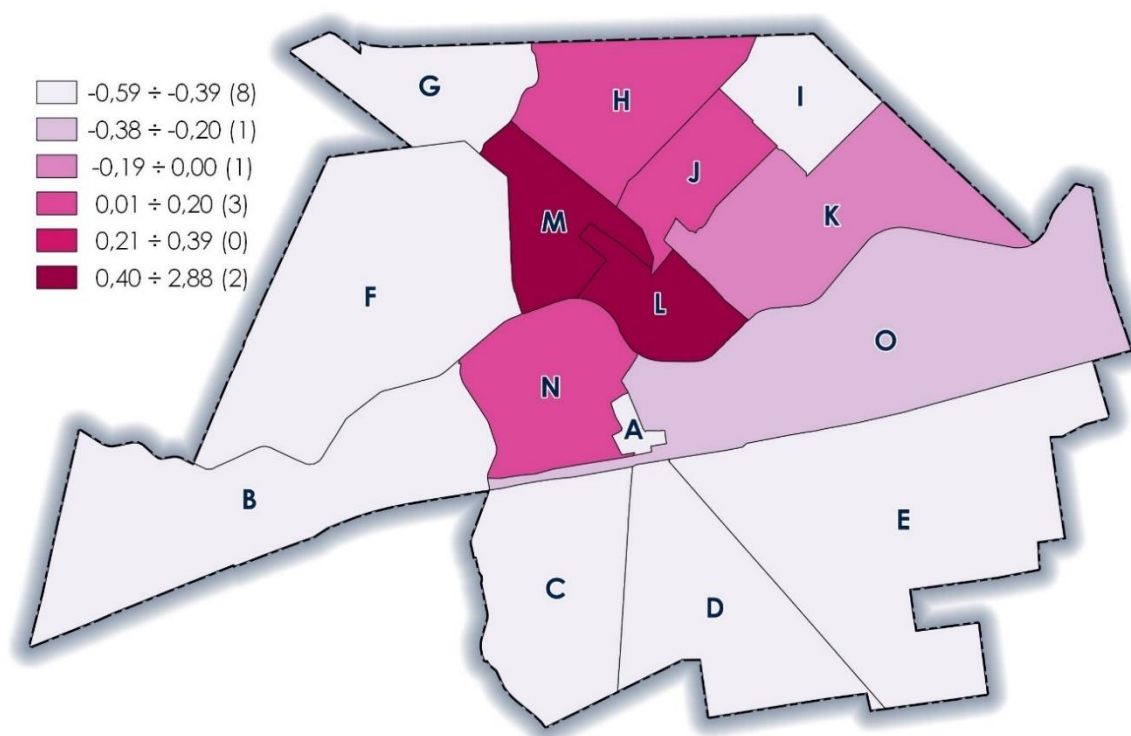 -0,59 ÷ -0,39 (8)
-0,38 ÷ -0,20 (1)
-0,19 ÷ 0,00 (1)
0,01 ÷ 0,20 (3)
0,21 ÷ 0,39 (0)
0,40 ÷ 2,88 (2)
G
H
I
J
K
M
F
L
O
N
A
B
E
C
D